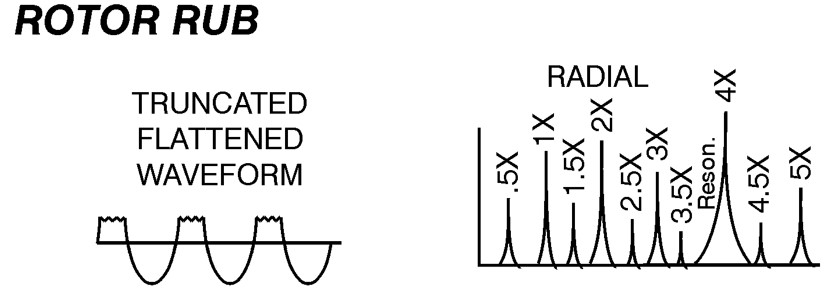 ROTOR RUB
TRUNCATED
FLATTENED
WAVEFORM
RADIAL
.5X
1X
1.5X
2X
2.5X
3X
3.5X
Reson.
4X
4.5X
5X